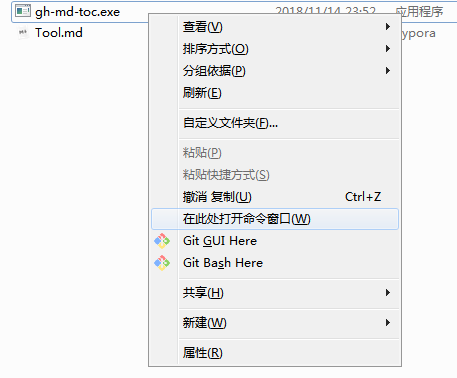 gh-md-toc.exe 2018/11/14 23:52 应用程序
Tool.md ypora
查看(V)
排序方式(O)
分组依据(P)
刷新(E)
自定义文件夹(F)...
粘贴(P)
粘贴快捷方式(S)
撤消 复制(U) Ctrl+Z
在此处打开命令窗口(W)
Git GUI Here
Git Bash Here
共享(H)
新建(W)
属性(R)